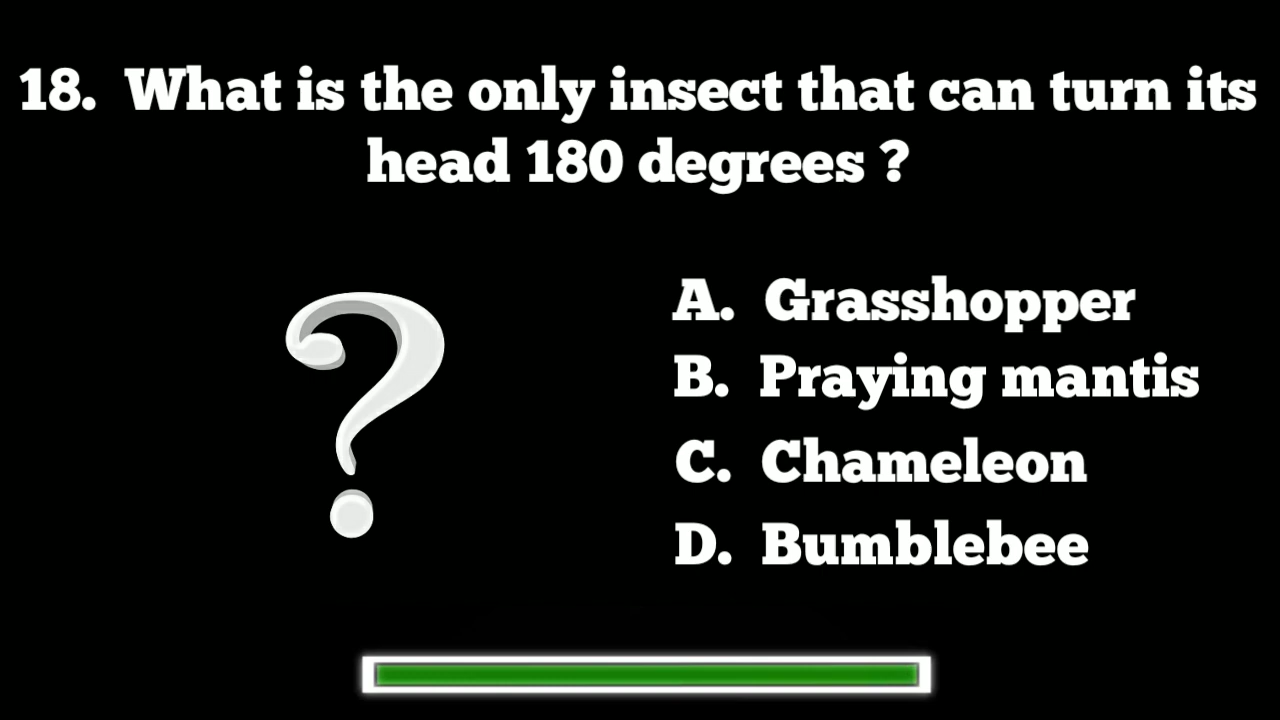 18. What is the only insect that can turn its
head 180 degrees ?
?
A. Grasshopper
B. Praying mantis
C. Chameleon
D. Bumblebee